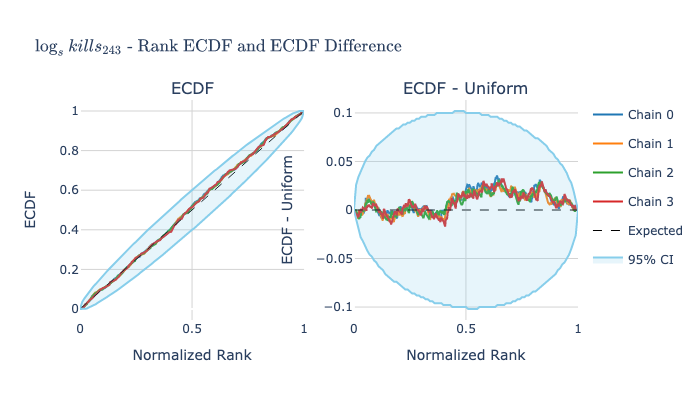 log_s kills_243 - Rank ECDF and ECDF Difference
ECDF
ECDF
1
0.8
0.6
0.4
0.2
0
0
0.5
1
Normalized Rank
ECDF - Uniform
ECDF - Uniform
0.1
0.05
0
−0.05
−0.1
0
0.5
1
Normalized Rank
Chain 0
Chain 1
Chain 2
Chain 3
Expected
95% CI